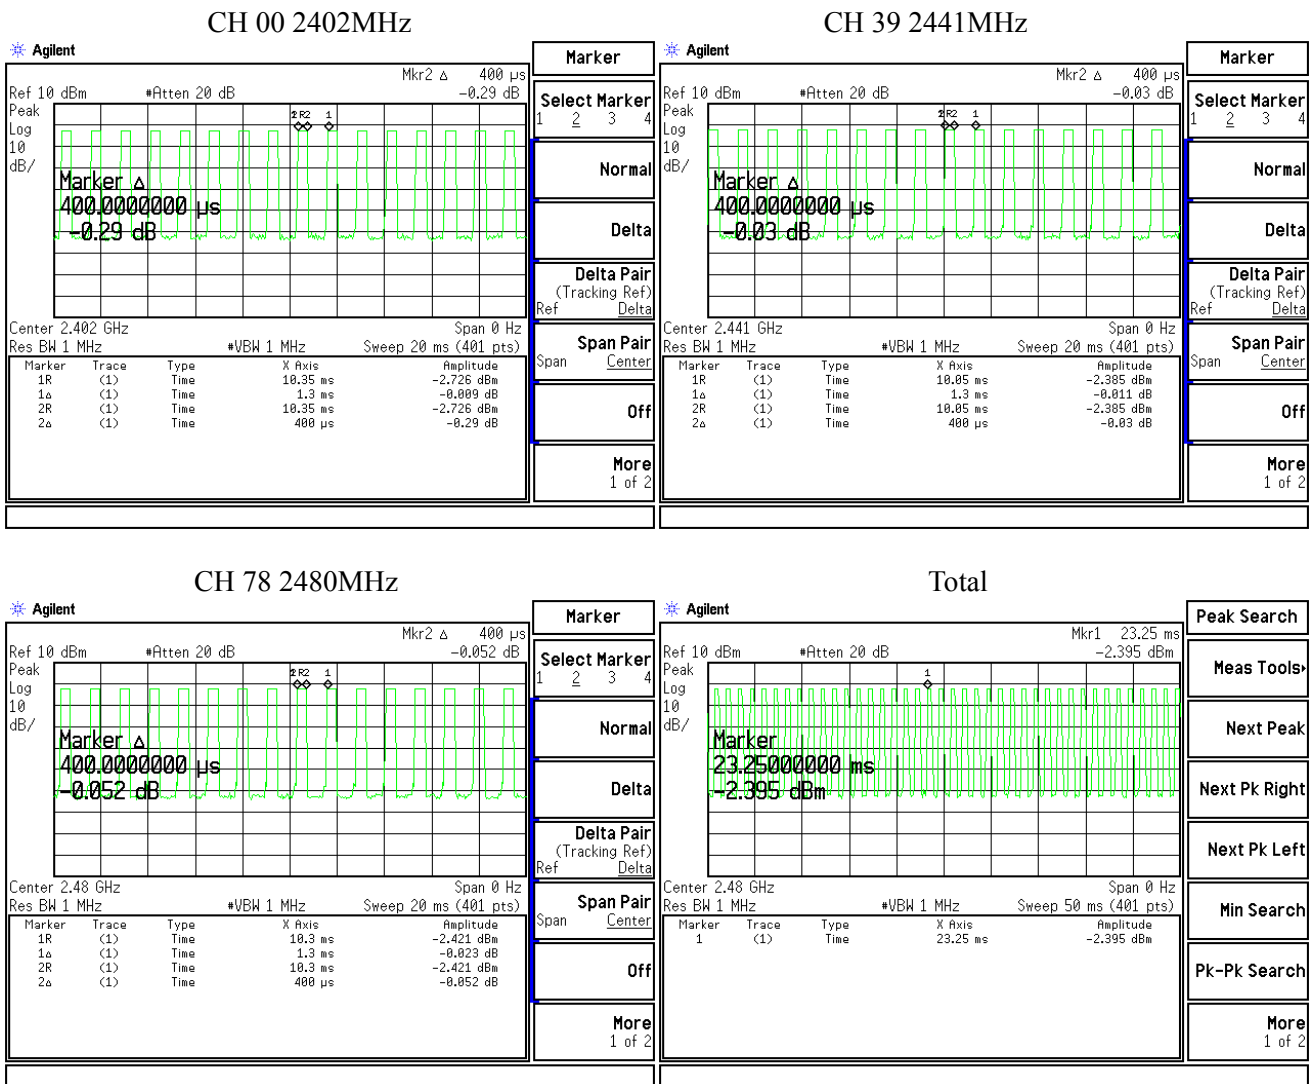 CH 00 2402MHz
Agilent
Marker
Mkr2 Δ 400 µs
Ref 10 dBm #Atten 20 dB -0.29 dB
Peak
Log
10
dB/
1 R2 1
Marker Δ
400.0000000 µs
-0.29 dB
Center 2.402 GHz Span 0 Hz
Res BW 1 MHz #VBW 1 MHz Sweep 20 ms (401 pts)
Marker Trace Type X Axis Amplitude
1R (1) Time 10.35 ms -2.726 dBm
1Δ (1) Time 1.3 ms -0.009 dB
2R (1) Time 10.35 ms -2.726 dBm
2Δ (1) Time 400 µs -0.29 dB
Select Marker
1 2 3 4
Normal
Delta
Delta Pair
(Tracking Ref)
Ref Delta
Span Pair
Span Center
Off
More
1 of 2
CH 39 2441MHz
Agilent
Marker
Mkr2 Δ 400 µs
Ref 10 dBm #Atten 20 dB -0.03 dB
Peak
Log
10
dB/
R2 1
Marker Δ
400.0000000 µs
-0.03 dB
Center 2.441 GHz Span 0 Hz
Res BW 1 MHz #VBW 1 MHz Sweep 20 ms (401 pts)
Marker Trace Type X Axis Amplitude
1R (1) Time 10.05 ms -2.385 dBm
1Δ (1) Time 1.3 ms -0.011 dB
2R (1) Time 10.05 ms -2.385 dBm
2Δ (1) Time 400 µs -0.03 dB
Select Marker
1 2 3 4
Normal
Delta
Delta Pair
(Tracking Ref)
Ref Delta
Span Pair
Span Center
Off
More
1 of 2
CH 78 2480MHz
Agilent
Marker
Mkr2 Δ 400 µs
Ref 10 dBm #Atten 20 dB -0.052 dB
Peak
Log
10
dB/
R2 1
Marker Δ
400.0000000 µs
-0.052 dB
Center 2.48 GHz Span 0 Hz
Res BW 1 MHz #VBW 1 MHz Sweep 20 ms (401 pts)
Marker Trace Type X Axis Amplitude
1R (1) Time 10.3 ms -2.421 dBm
1Δ (1) Time 1.3 ms -0.023 dB
2R (1) Time 10.3 ms -2.421 dBm
2Δ (1) Time 400 µs -0.052 dB
Select Marker
1 2 3 4
Normal
Delta
Delta Pair
(Tracking Ref)
Ref Delta
Span Pair
Span Center
Off
More
1 of 2
Total
Agilent
Peak Search
Mkr1 23.25 ms
Ref 10 dBm #Atten 20 dB -2.395 dBm
Peak
Log
10
dB/
1
Marker
23.25000000 ms
-2.395 dBm
Center 2.48 GHz Span 0 Hz
Res BW 1 MHz #VBW 1 MHz Sweep 50 ms (401 pts)
Marker Trace Type X Axis Amplitude
1 (1) Time 23.25 ms -2.395 dBm
Meas Tools
Next Peak
Next Pk Right
Next Pk Left
Min Search
Pk-Pk Search
More
1 of 2